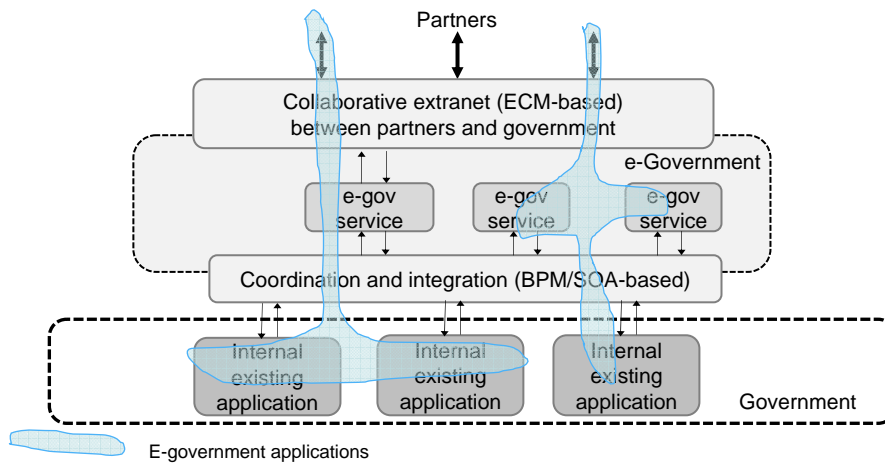 Partners
Collaborative extranet (ECM-based)
between partners and government
e-Government
e-gov
service
e-gov
service
e-gov
service
Coordination and integration (BPM/SOA-based)
Internal
existing
application
Internal
existing
application
Internal
existing
application
Government
E-government applications